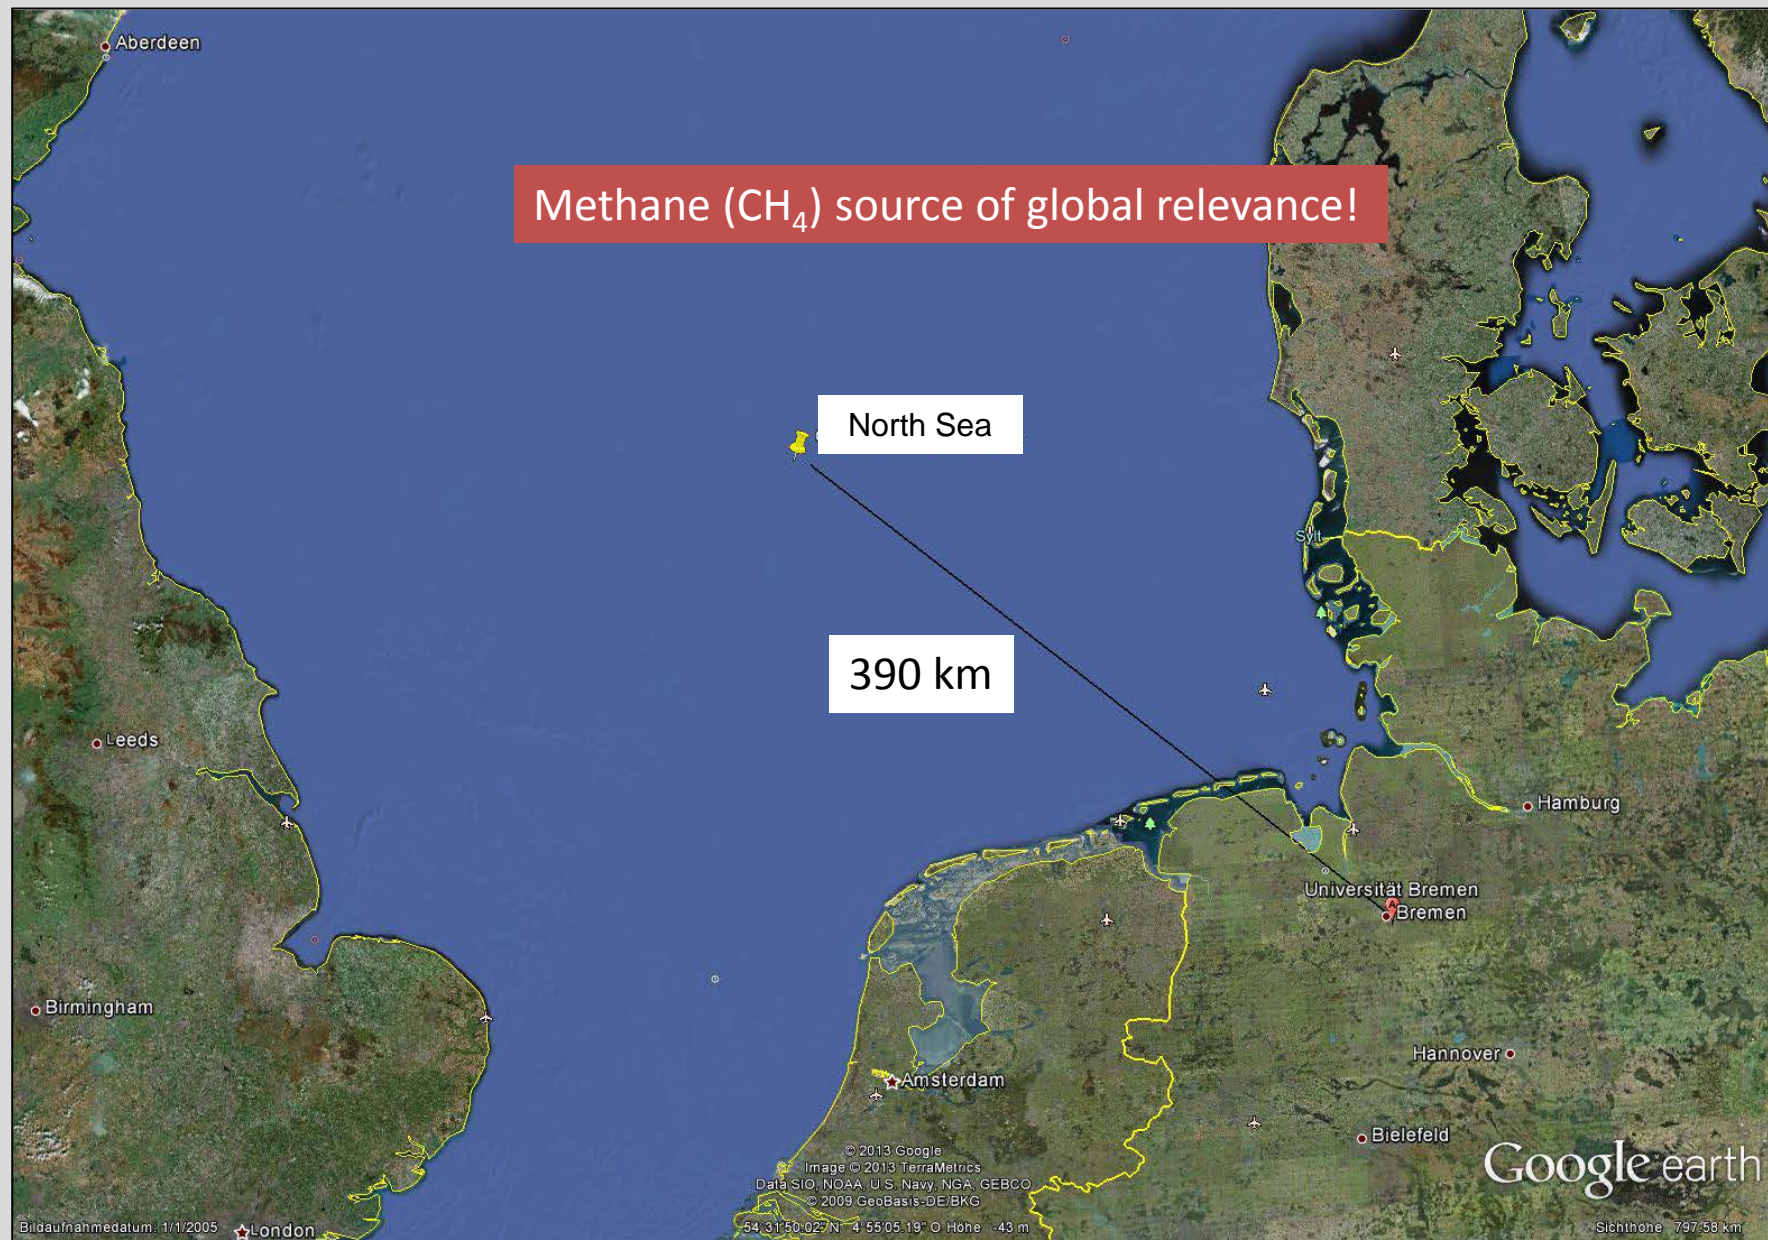 Aberdeen
Methane (CH₄) source of global relevance!
North Sea
Sylt
390 km
Leeds
Hamburg
Universität Bremen
A
Bremen
Birmingham
Hannover
Amsterdam
Bielefeld
Google earth
© 2013 Google
Image © 2013 TerraMetrics
Data SIO, NOAA, U.S. Navy, NGA, GEBCO
© 2009 GeoBasis-DE/BKG
Bildaufnahmedatum: 1/1/2005
London
54°31'50.02" N 4°55'05.19" O Höhe -43 m
Sichthöhe 797.58 km